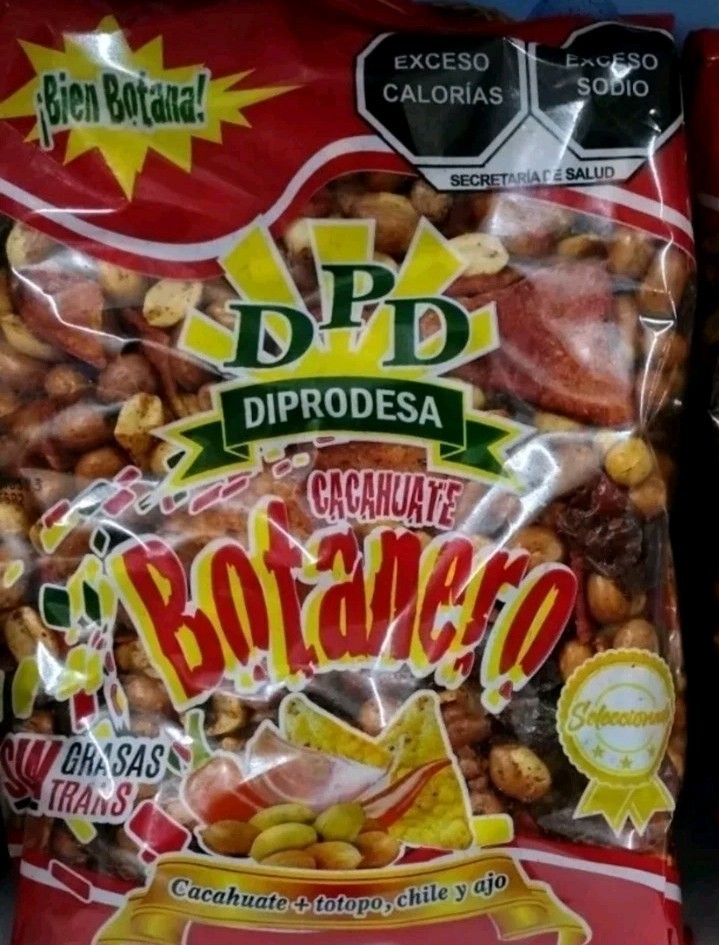 ¡Bien Botana!
EXCESO
CALORÍAS
EXCESO
SODIO
SECRETARÍA DE SALUD
DPD
DIPRODESA
CACAHUATE
Botanero
SIN GRASAS
TRANS
Cacahuate + totopo, chile y ajo